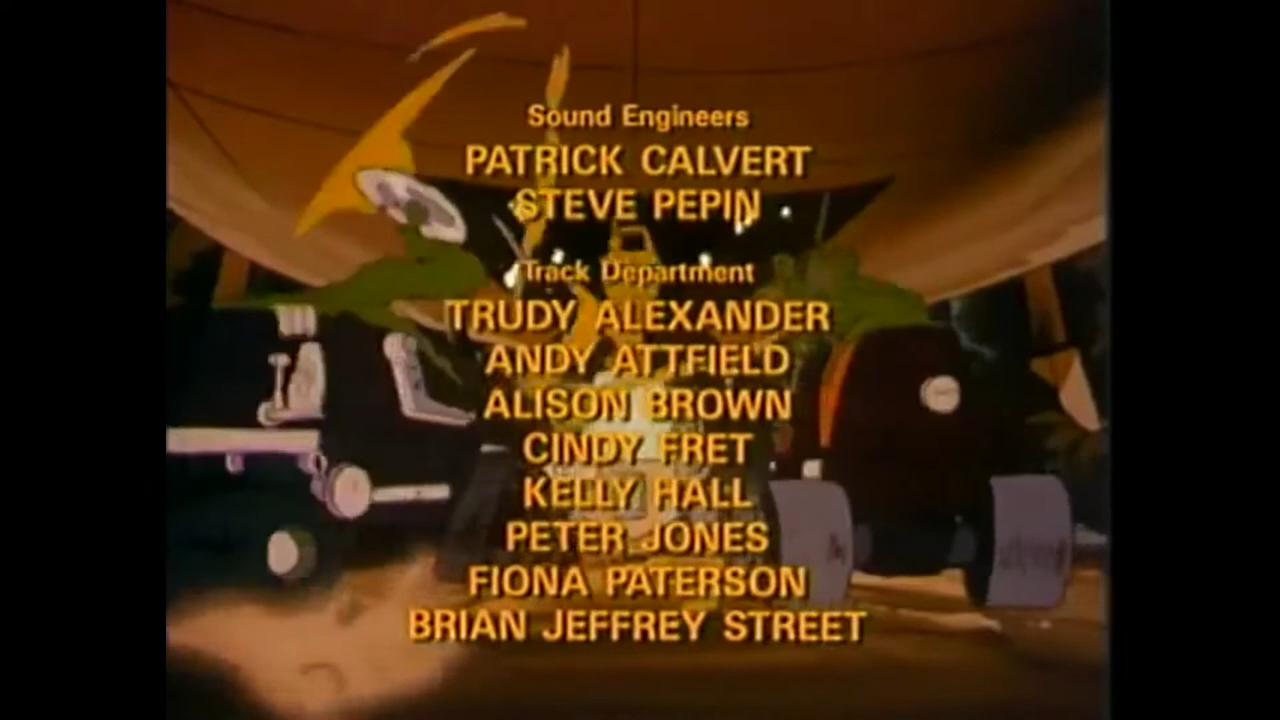 Sound Engineers
PATRICK CALVERT
STEVE PEPIN
Track Department
TRUDY ALEXANDER
ANDY ATTFIELD
ALISON BROWN
CINDY FRET
KELLY HALL
PETER JONES
FIONA PATERSON
BRIAN JEFFREY STREET